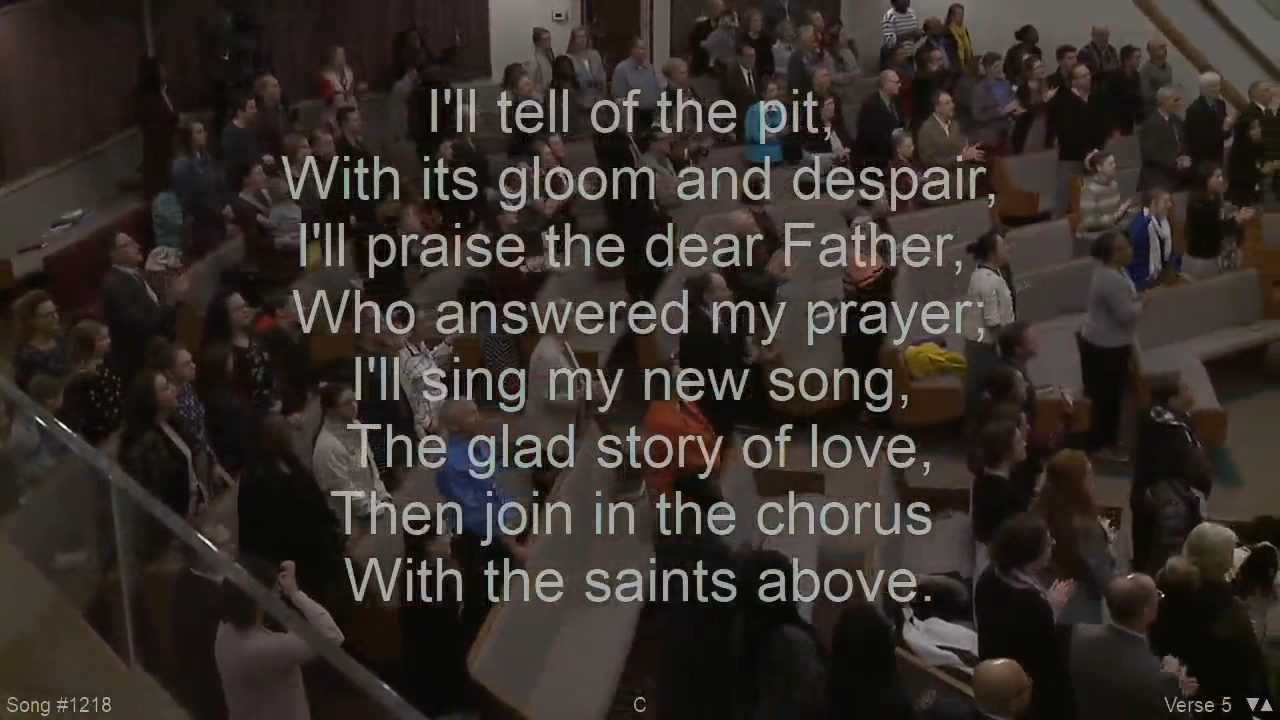 I'll tell of the pit,
With its gloom and despair,
I'll praise the dear Father,
Who answered my prayer;
I'll sing my new song,
The glad story of love,
Then join in the chorus
With the saints above.
Song #1218
C
Verse 5 ▼▲